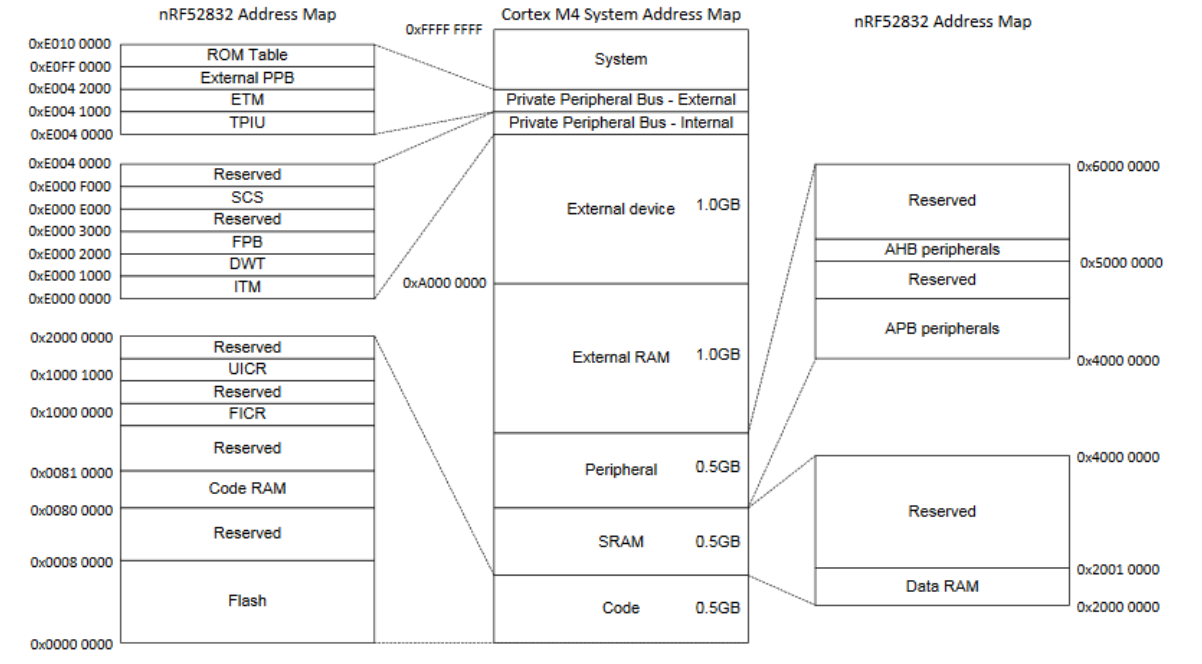 nRF52832 Address Map
0xE010 0000
ROM Table
0xE0FF 0000
External PPB
0xE004 2000
ETM
0xE004 1000
TPIU
0xE004 0000
0xE004 0000
Reserved
0xE000 F000
SCS
0xE000 E000
Reserved
0xE000 3000
FPB
0xE000 2000
DWT
0xE000 1000
ITM
0xE000 0000
0x2000 0000
Reserved
UICR
0x1000 1000
Reserved
0x1000 0000
FICR
Reserved
0x0081 0000
Code RAM
0x0080 0000
Reserved
0x0008 0000
Flash
0x0000 0000
Cortex M4 System Address Map
0xFFFF FFFF
System
Private Peripheral Bus - External
Private Peripheral Bus - Internal
External device 1.0GB
0xA000 0000
External RAM 1.0GB
Peripheral 0.5GB
SRAM 0.5GB
Code 0.5GB
nRF52832 Address Map
0x6000 0000
Reserved
AHB peripherals
0x5000 0000
Reserved
APB peripherals
0x4000 0000
0x4000 0000
Reserved
0x2001 0000
Data RAM
0x2000 0000